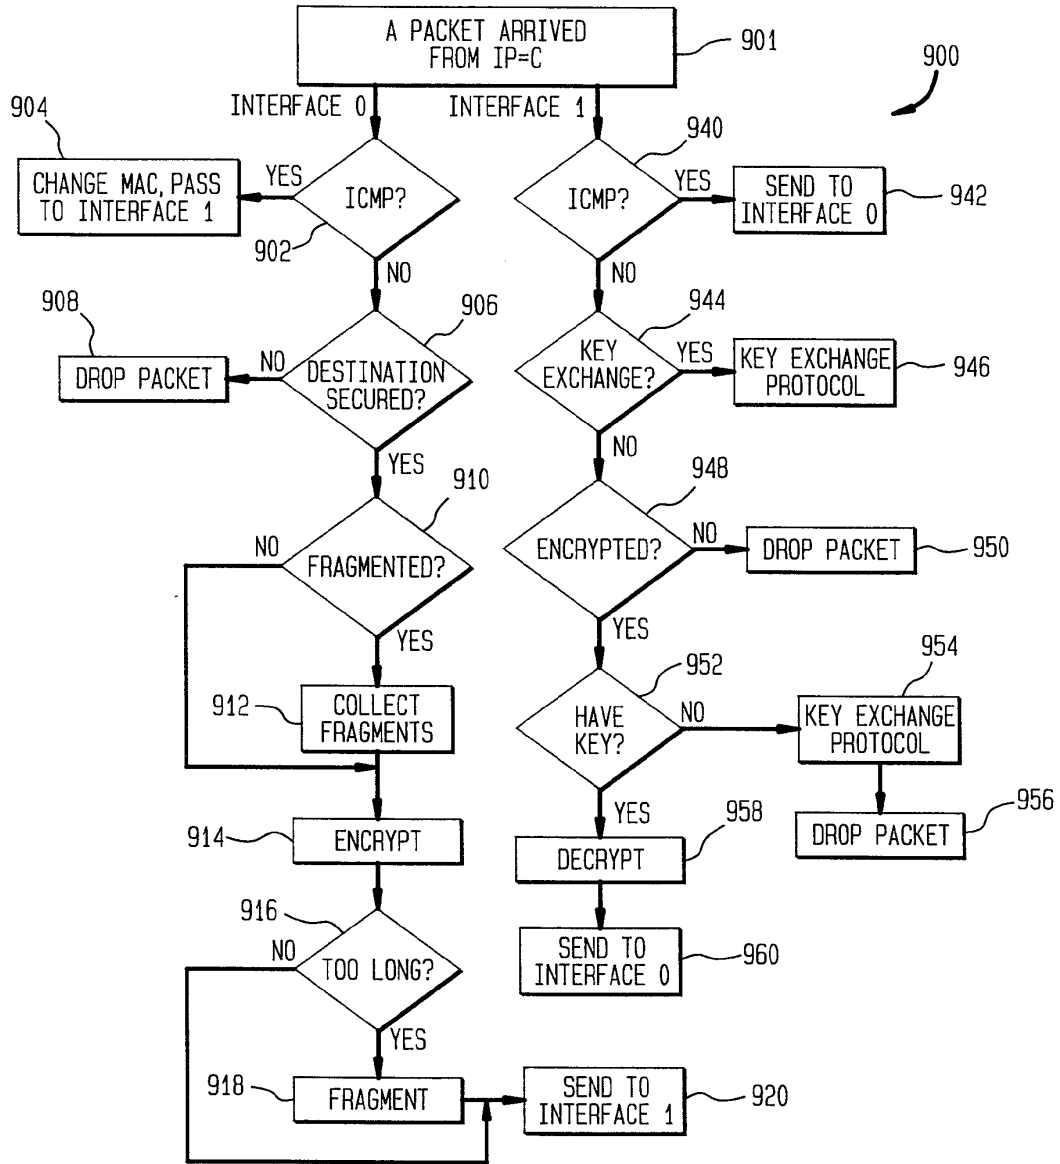 A PACKET ARRIVED
FROM IP=C
901
900
INTERFACE 0
INTERFACE 1
904
CHANGE MAC, PASS
TO INTERFACE 1
YES
ICMP?
902
NO
940
ICMP?
YES
SEND TO
INTERFACE 0
942
NO
908
DROP PACKET
NO
906
DESTINATION
SECURED?
YES
944
KEY
EXCHANGE?
YES
KEY EXCHANGE
PROTOCOL
946
NO
910
NO
FRAGMENTED?
YES
948
ENCRYPTED?
NO
DROP PACKET
950
YES
912
COLLECT
FRAGMENTS
952
HAVE
KEY?
NO
954
KEY EXCHANGE
PROTOCOL
YES
956
DROP PACKET
914
ENCRYPT
958
DECRYPT
916
NO
TOO LONG?
YES
SEND TO
INTERFACE 0
960
918
FRAGMENT
SEND TO
INTERFACE 1
920